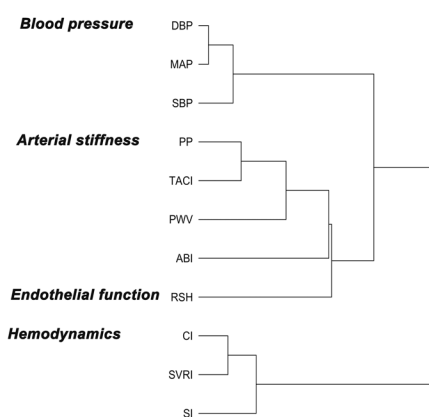 Blood pressure DBP
MAP
SBP
Arterial stiffness PP
TACI
PWV
ABI
Endothelial function RSH
Hemodynamics CI
SVRI
SI